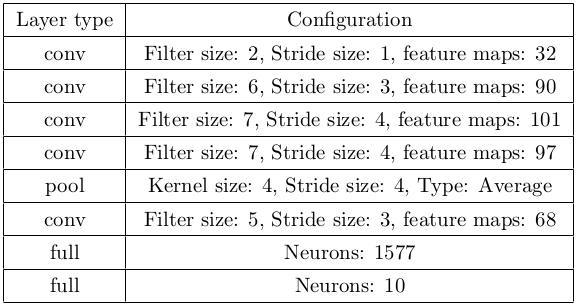 Layer type Configuration
conv Filter size: 2, Stride size: 1, feature maps: 32
conv Filter size: 6, Stride size: 3, feature maps: 90
conv Filter size: 7, Stride size: 4, feature maps: 101
conv Filter size: 7, Stride size: 4, feature maps: 97
pool Kernel size: 4, Stride size: 4, Type: Average
conv Filter size: 5, Stride size: 3, feature maps: 68
full Neurons: 1577
full Neurons: 10